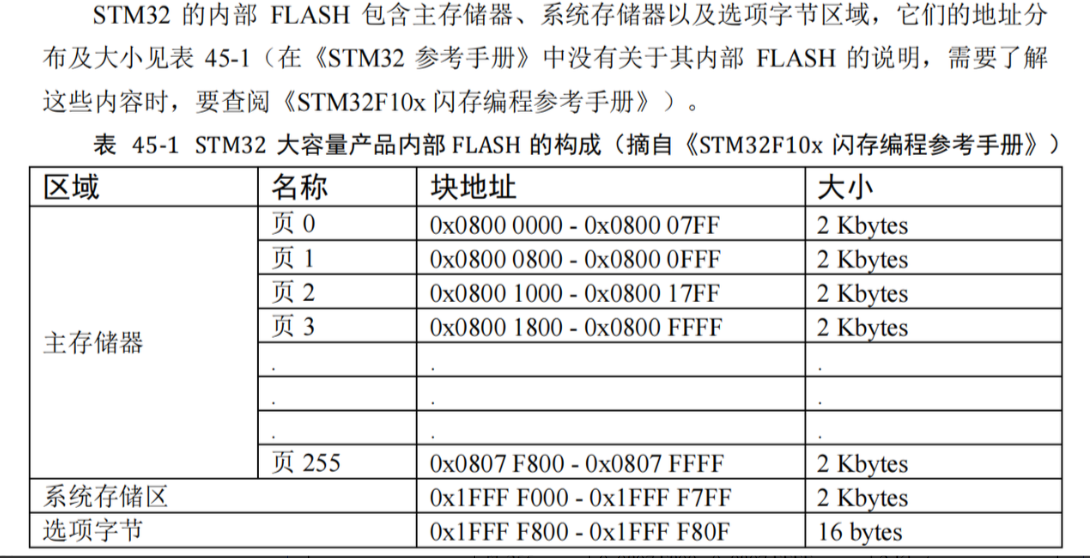 STM32 的内部 FLASH 包含主存储器、系统存储器以及选项字节区域，它们的地址分
布及大小见表 45-1（在《STM32 参考手册》中没有关于其内部 FLASH 的说明，需要了解
这些内容时，要查阅《STM32F10x 闪存编程参考手册》）。
表 45-1 STM32 大容量产品内部 FLASH 的构成（摘自《STM32F10x 闪存编程参考手册》）
区域 名称 块地址 大小
主存储器
页 0 0x0800 0000 - 0x0800 07FF 2 Kbytes
页 1 0x0800 0800 - 0x0800 0FFF 2 Kbytes
页 2 0x0800 1000 - 0x0800 17FF 2 Kbytes
页 3 0x0800 1800 - 0x0800 FFFF 2 Kbytes
. . .
. . .
. . .
页 255 0x0807 F800 - 0x0807 FFFF 2 Kbytes
系统存储区 0x1FFF F000 - 0x1FFF F7FF 2 Kbytes
选项字节 0x1FFF F800 - 0x1FFF F80F 16 bytes